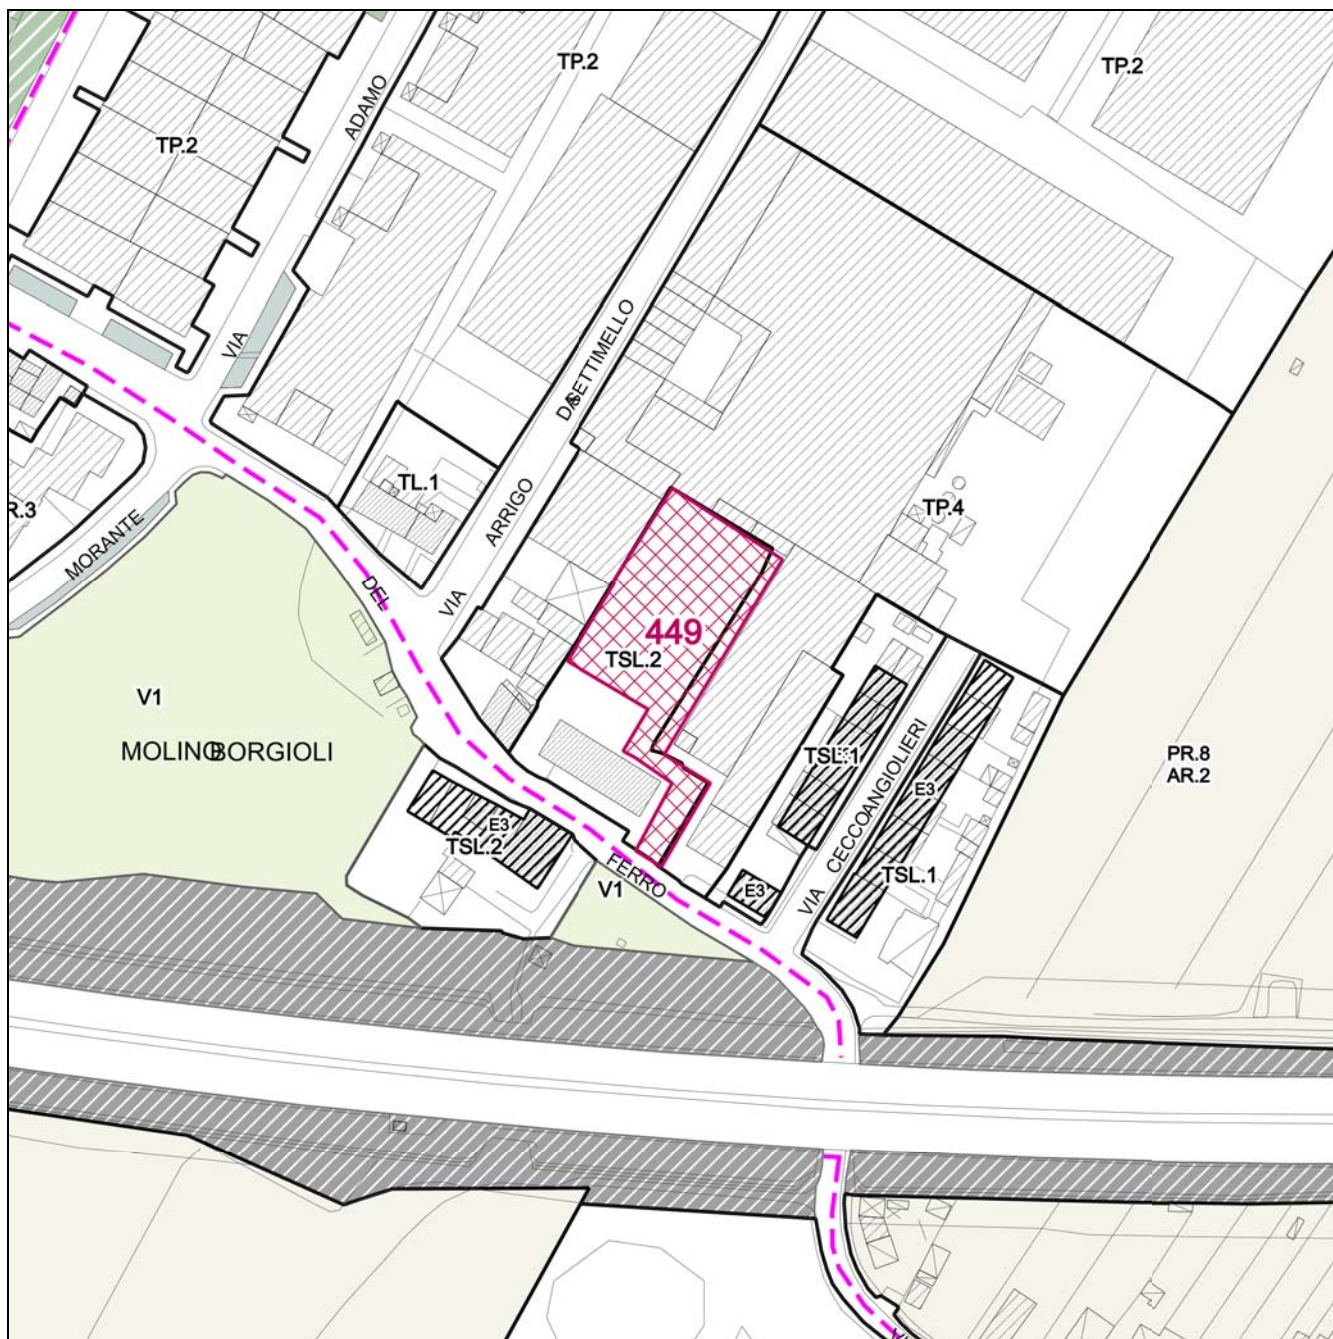 TP.2
TP.2
TP.2
ADAMO
VIA
DA SETTIMELLO
ARRIGO
VIA
TL.1
R.3
MORANTE
DEL
TP.4
449
TSL.2
V1
MOLINO BORGIOLI
TSL.1
E3
CECCOANGIOLIERI
VIA
PR.8
AR.2
E3
TSL.2
E3
TSL.1
FERRO
V1